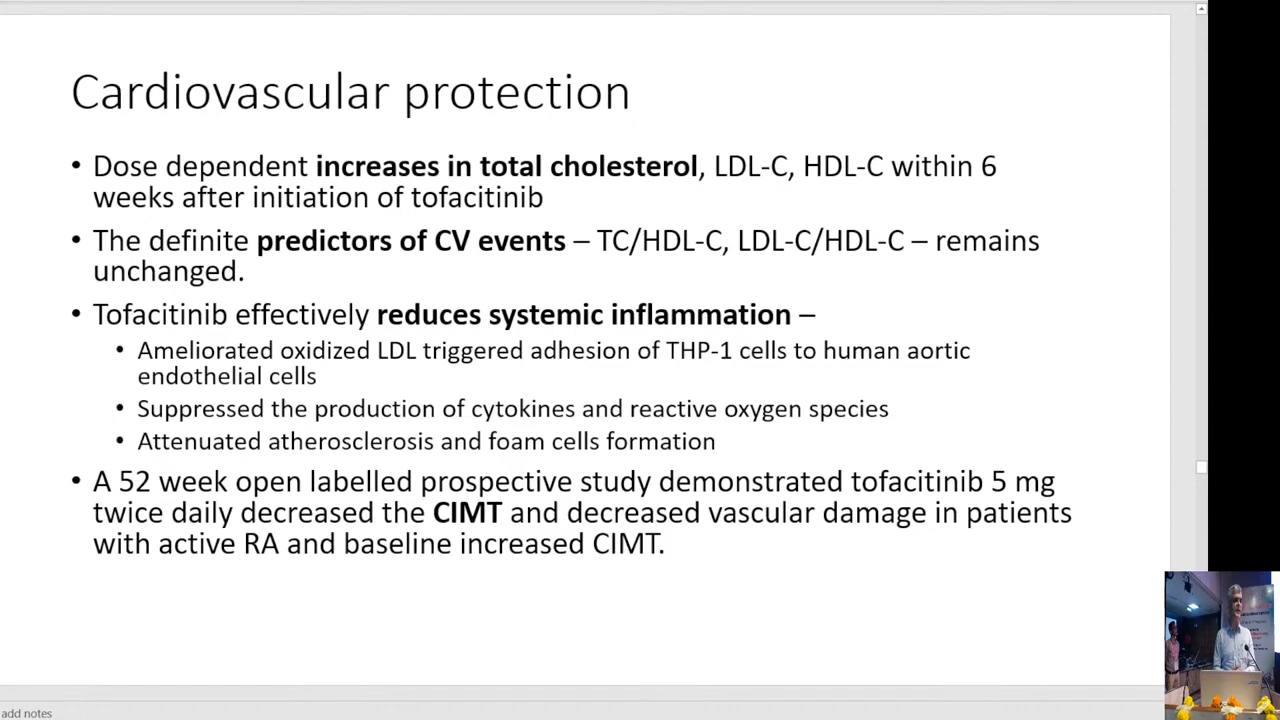 Cardiovascular protection
• Dose dependent increases in total cholesterol, LDL-C, HDL-C within 6
weeks after initiation of tofacitinib
• The definite predictors of CV events – TC/HDL-C, LDL-C/HDL-C – remains
unchanged.
• Tofacitinib effectively reduces systemic inflammation –
• Ameliorated oxidized LDL triggered adhesion of THP-1 cells to human aortic
endothelial cells
• Suppressed the production of cytokines and reactive oxygen species
• Attenuated atherosclerosis and foam cells formation
• A 52 week open labelled prospective study demonstrated tofacitinib 5 mg
twice daily decreased the CIMT and decreased vascular damage in patients
with active RA and baseline increased CIMT.
add notes